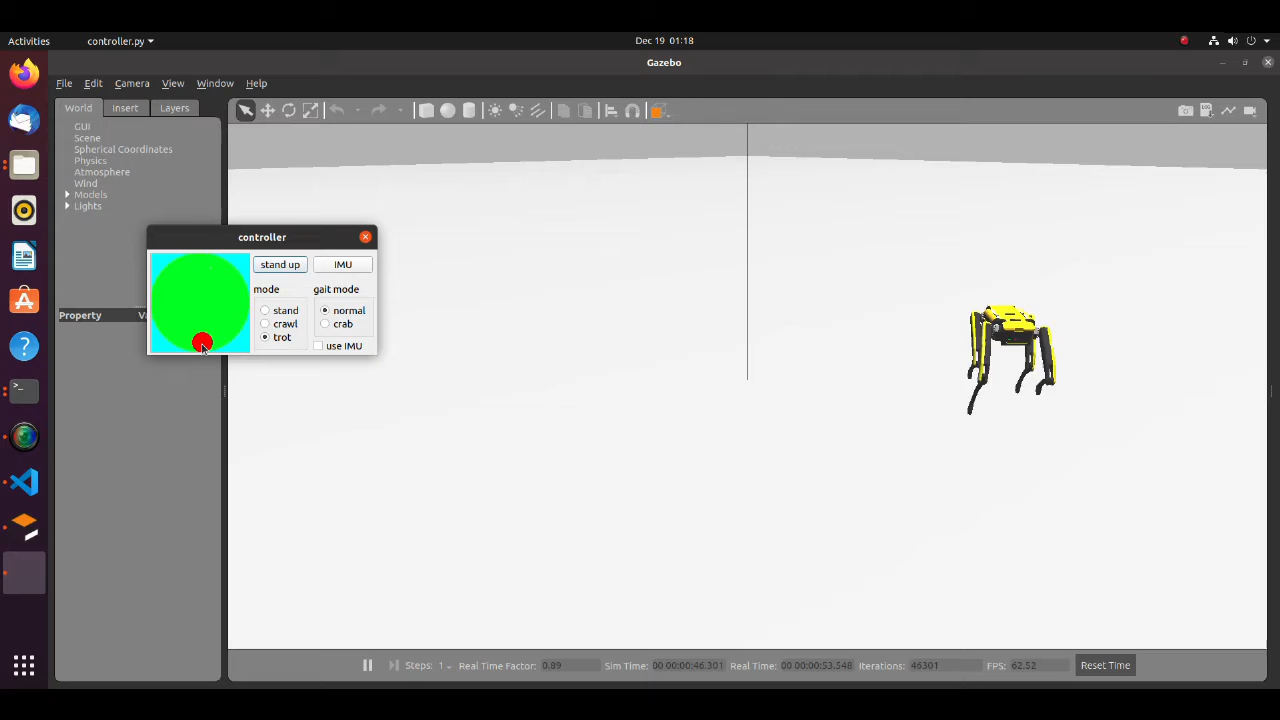 Activities
controller.py
Dec 19 01:18
Gazebo
File Edit Camera View Window Help
World Insert Layers
GUI
Scene
Spherical Coordinates
Physics
Atmosphere
Wind
Models
Lights
Property
controller
stand up IMU
mode gait mode
stand normal
crawl crab
trot
use IMU
Steps: 1 Real Time Factor: 0.89 Sim Time: 00 00:00:46.301 Real Time: 00 00:00:53.548 Iterations: 46301 FPS: 62.52 Reset Time